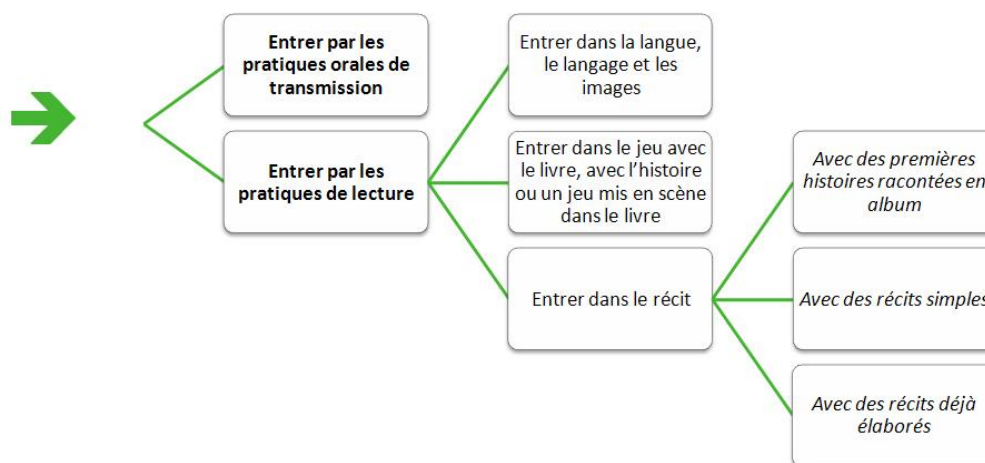 Entrer par les
pratiques orales de
transmission
Entrer par les
pratiques de lecture
Entrer dans la langue,
le langage et les
images
Entrer dans le jeu avec
le livre, avec l’histoire
ou un jeu mis en scène
dans le livre
Entrer dans le récit
Avec des premières
histoires racontées en
album
Avec des récits simples
Avec des récits déjà
élaborés